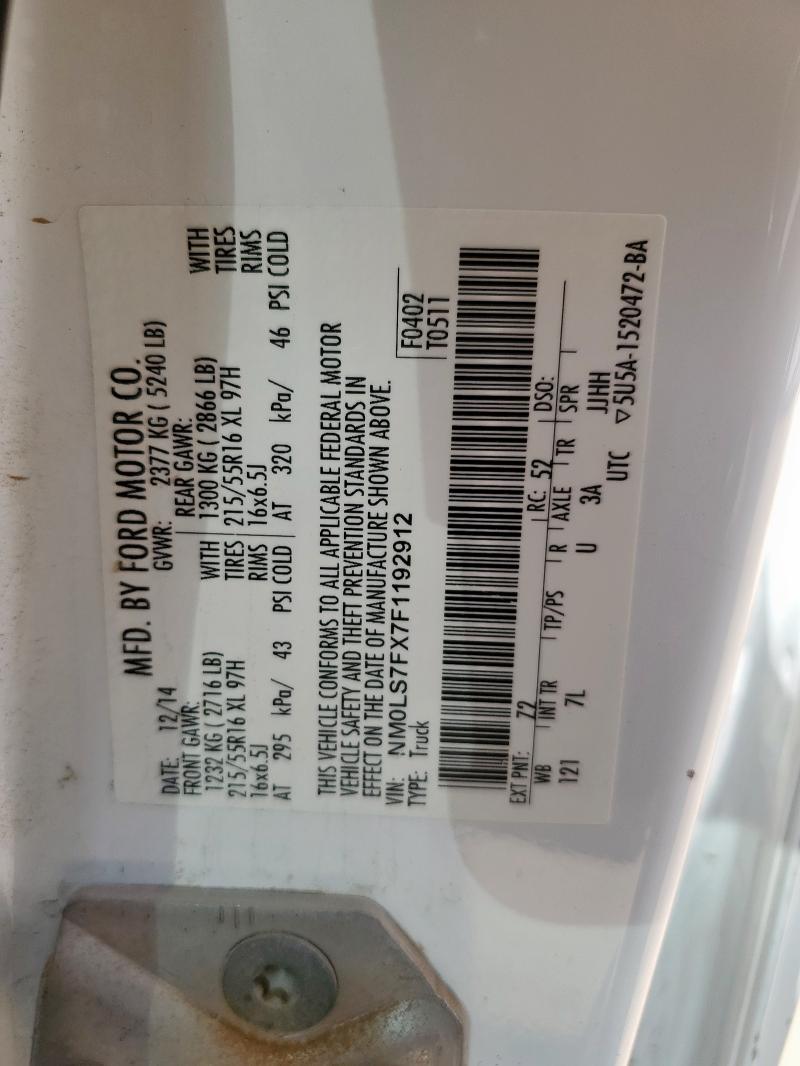 MFD. BY FORD MOTOR CO.
DATE: 12/14 GVWR: 2377 KG ( 5240 LB)
FRONT GAWR: REAR GAWR:
1232 KG ( 2716 LB) WITH 1300 KG ( 2866 LB) WITH
215/55R16 XL 97H TIRES 215/55R16 XL 97H TIRES
16x6.5J RIMS 16x6.5J RIMS
AT 295 kPa/ 43 PSI COLD AT 320 kPa/ 46 PSI COLD
THIS VEHICLE CONFORMS TO ALL APPLICABLE FEDERAL MOTOR
VEHICLE SAFETY AND THEFT PREVENTION STANDARDS IN
EFFECT ON THE DATE OF MANUFACTURE SHOWN ABOVE.
VIN: NM0LS7FX7F1192912
TYPE: Truck
F0402
T0511
EXT PNT: Z2 RC: 52 DSO:
WB INT TR TP/PS R AXLE TR SPR
121 7L U 3A JJHH
UTC ▽5U5A-1520472-BA